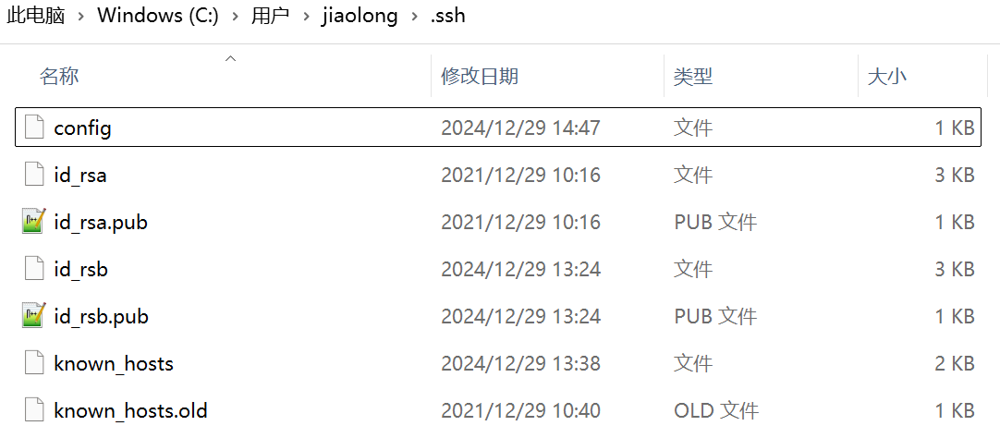 此电脑 › Windows (C:) › 用户 › jiaolong › .ssh
名称 修改日期 类型 大小
config 2024/12/29 14:47 文件 1 KB
id_rsa 2021/12/29 10:16 文件 3 KB
id_rsa.pub 2021/12/29 10:16 PUB 文件 1 KB
id_rsb 2024/12/29 13:24 文件 3 KB
id_rsb.pub 2024/12/29 13:24 PUB 文件 1 KB
known_hosts 2024/12/29 13:38 文件 2 KB
known_hosts.old 2021/12/29 10:40 OLD 文件 1 KB